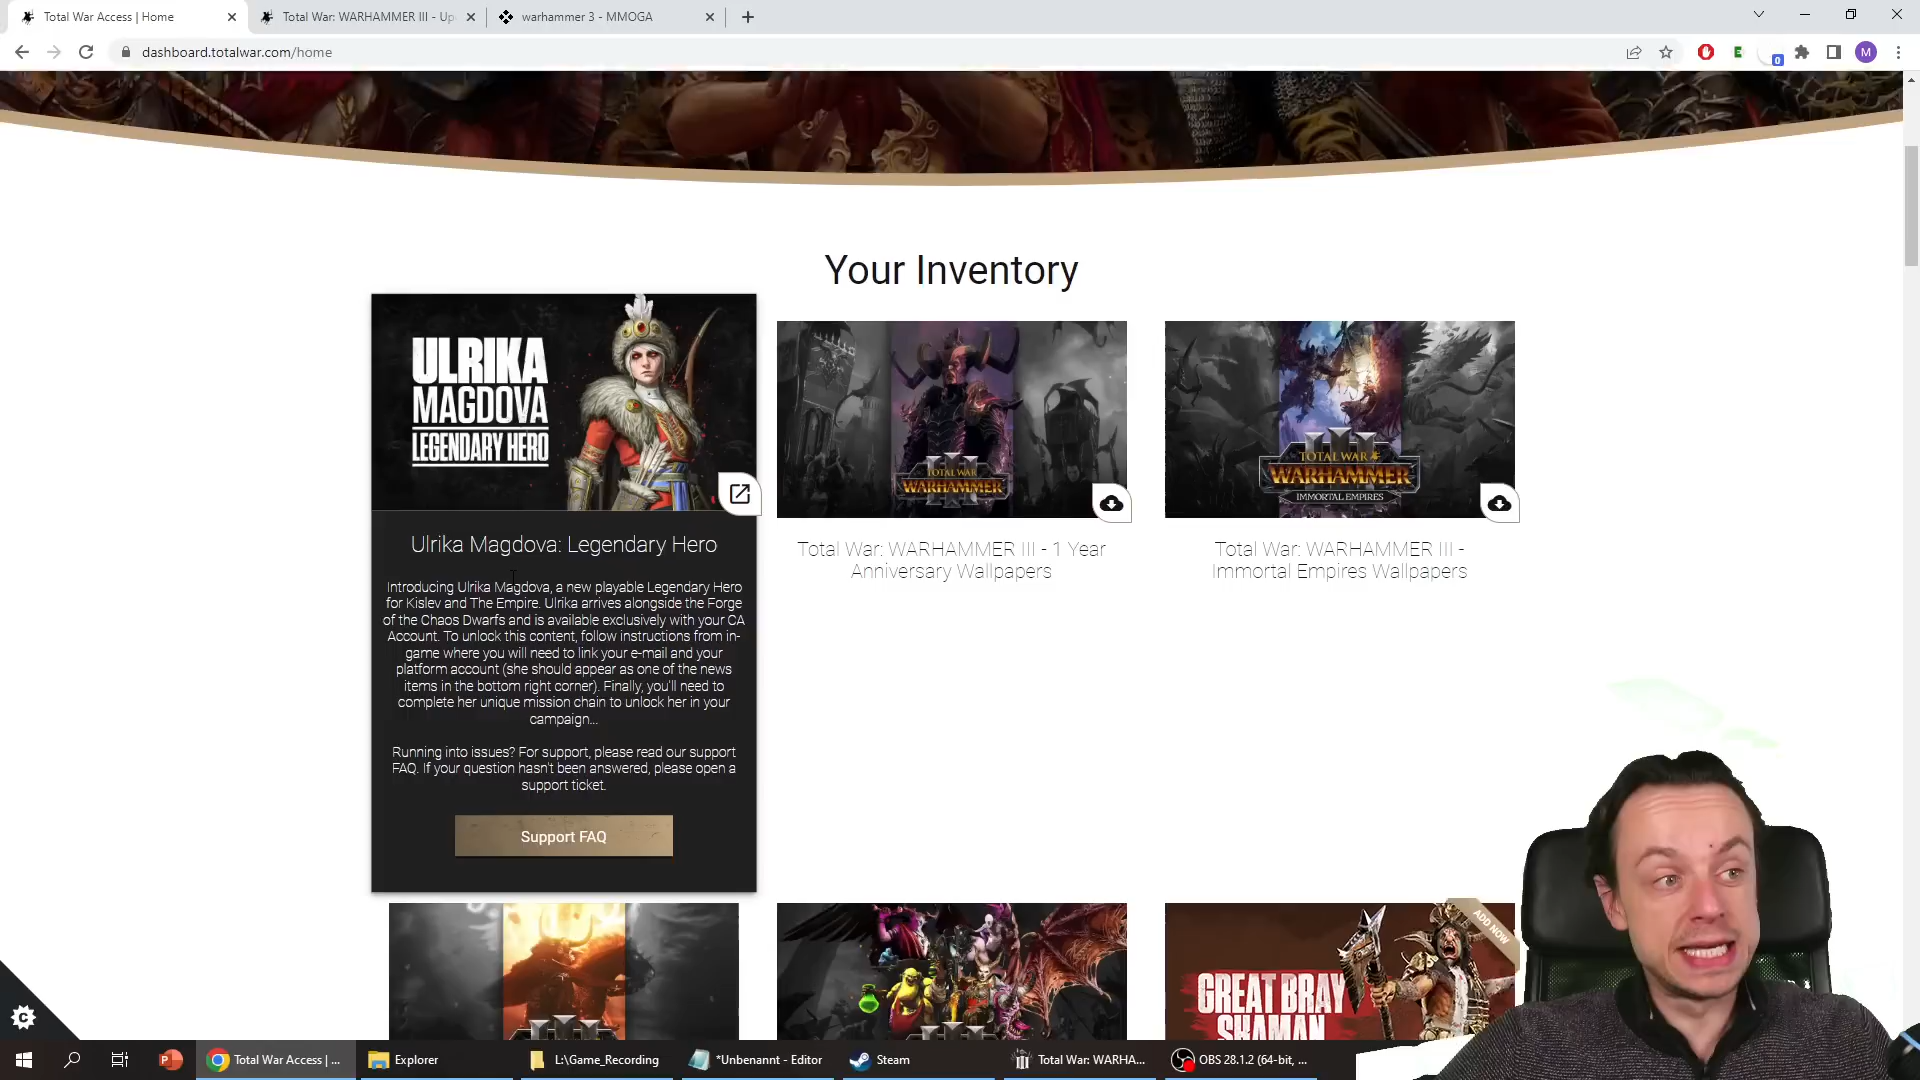 Total War Access | Home
Total War: WARHAMMER III - Up
warhammer 3 - MMOGA
dashboard.totalwar.com/home
M
0
Your Inventory
ULRIKA
MAGDOVA
LEGENDARY HERO
TOTAL WAR
WARHAMMER
TOTAL WAR
WARHAMMER
IMMORTAL EMPIRES
Ulrika Magdova: Legendary Hero
Total War: WARHAMMER III - 1 Year
Anniversary Wallpapers
Total War: WARHAMMER III -
Immortal Empires Wallpapers
Introducing Ulrika Magdova, a new playable Legendary Hero
for Kislev and The Empire. Ulrika arrives alongside the Forge
of the Chaos Dwarfs and is available exclusively with your CA
Account. To unlock this content, follow instructions from in-
game where you will need to link your e-mail and your
platform account (she should appear as one of the news
items in the bottom right corner). Finally, you'll need to
complete her unique mission chain to unlock her in your
campaign...
Running into issues? For support, please read our support
FAQ. If your question hasn't been answered, please open a
support ticket.
Support FAQ
ADD NOW
GREAT BRAY
SHAMAN
Total War Access | ...
Explorer
L:\Game_Recording
*Unbenannt - Editor
Steam
Total War: WARHA...
OBS 28.1.2 (64-bit, ...